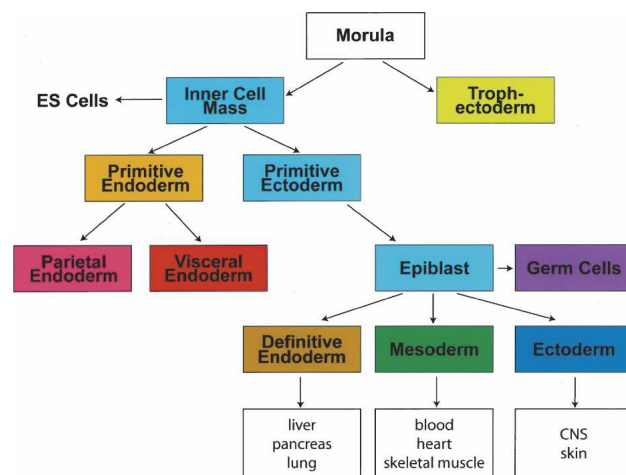 Morula
ES Cells
Inner Cell
Mass
Troph-
ectoderm
Primitive
Endoderm
Primitive
Ectoderm
Parietal
Endoderm
Visceral
Endoderm
Epiblast
Germ Cells
Definitive
Endoderm
Mesoderm
Ectoderm
liver
pancreas
lung
blood
heart
skeletal muscle
CNS
skin